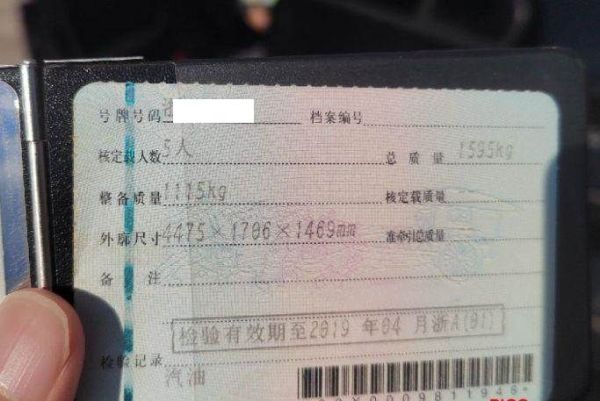 号牌号码 档案编号
核定载人数 5人 总质量 1595kg
整备质量 1115kg 核定载质量
外廓尺寸 4475×1706×1469mm 准牵引总质量
备注
检验有效期至2019年04月浙A(01)
检验记录
汽油